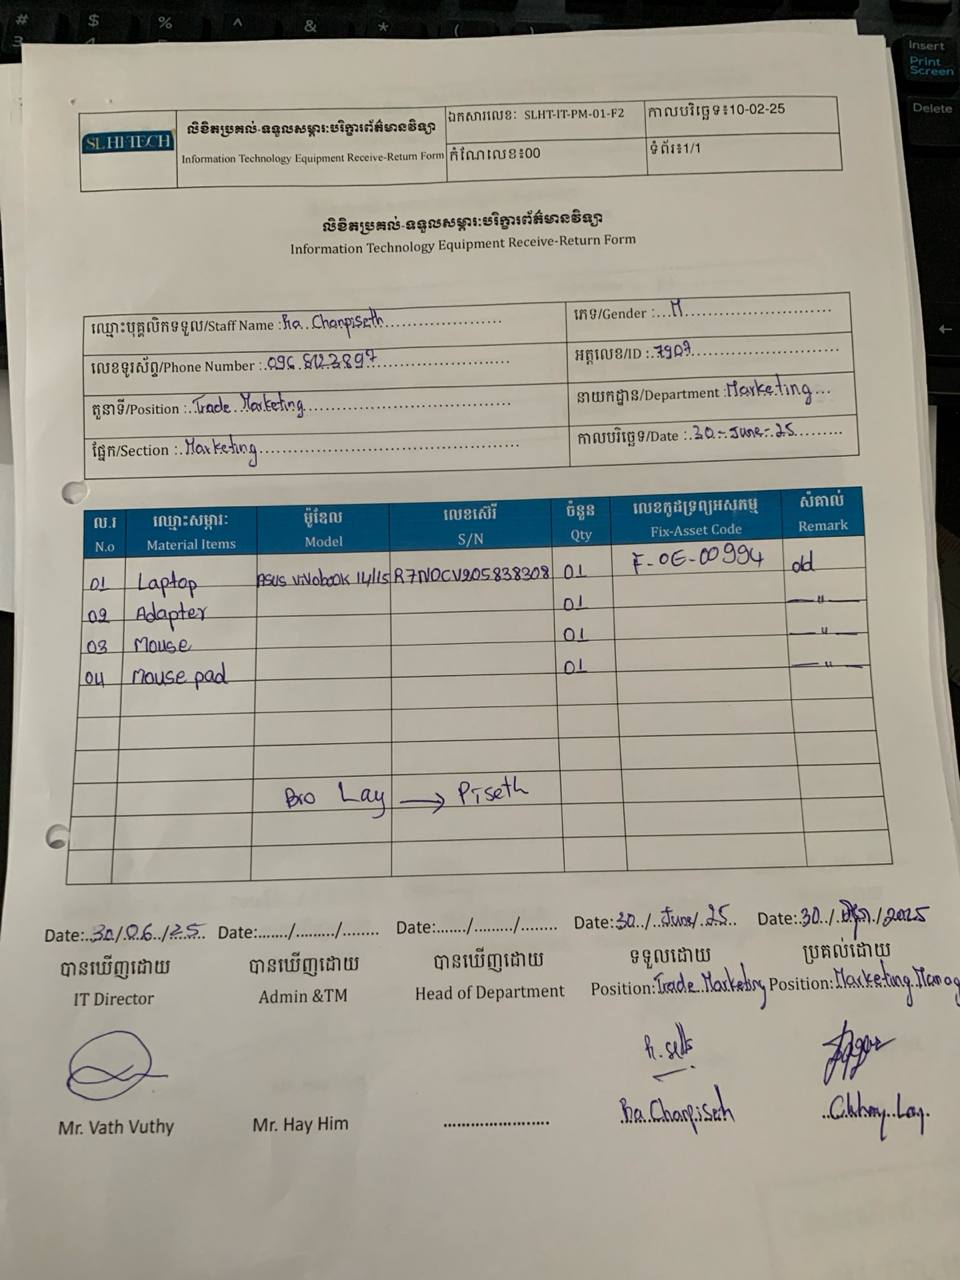 SLHI TECH
លិខិតប្រគល់-ទទួលសម្ភារៈបរិក្ខារព័ត៌មានវិទ្យា
Information Technology Equipment Receive-Return Form
ឯកសារលេខៈ SLHT-IT-PM-01-F2
កាលបរិច្ឆេទ៖10-02-25
កំណែលេខ៖00
ទំព័រ៖1/1
លិខិតប្រគល់-ទទួលសម្ភារៈបរិក្ខារព័ត៌មានវិទ្យា
Information Technology Equipment Receive-Return Form
ឈ្មោះបុគ្គលិកទទួល/Staff Name : Ra Chanpiseth
ភេទ/Gender : M
លេខទូរស័ព្ទ/Phone Number : 096 8123897
អត្តលេខ/ID : 7907
តួនាទី/Position : Trade Marketing
នាយកដ្ឋាន/Department : Marketing
ផ្នែក/Section : Marketing
កាលបរិច្ឆេទ/Date : 30-June-25
ល.រ ឈ្មោះសម្ភារៈ ម៉ូឌែល លេខស៊េរី ចំនួន លេខកូដទ្រព្យអសកម្ម សំគាល់
N.o Material Items Model S/N Qty Fix-Asset Code Remark
01 Laptop ASUS vivobook 14/15 R7N0CV205838308 01 F-OE-00994 old
02 Adapter 01 —〃—
03 Mouse 01 —〃—
04 Mouse pad 01 —〃—
Bro Lay → Piseth
Date: 30/06/25 Date:......./........./........ Date:......./........./........ Date: 30/June/25 Date: 30/ /2025
បានឃើញដោយ បានឃើញដោយ បានឃើញដោយ ទទួលដោយ ប្រគល់ដោយ
IT Director Admin &TM Head of Department Position: Trade Marketing Position: Marketing Manag
Mr. Vath Vuthy Mr. Hay Him ........................ Ra Chanpiseth Lay
#
$
%
^
&
*
(
3
4
Insert
Print
Screen
Delete